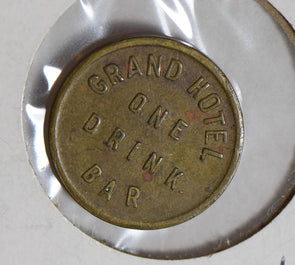 GRAND HOTEL
ONE
DRINK.
BAR